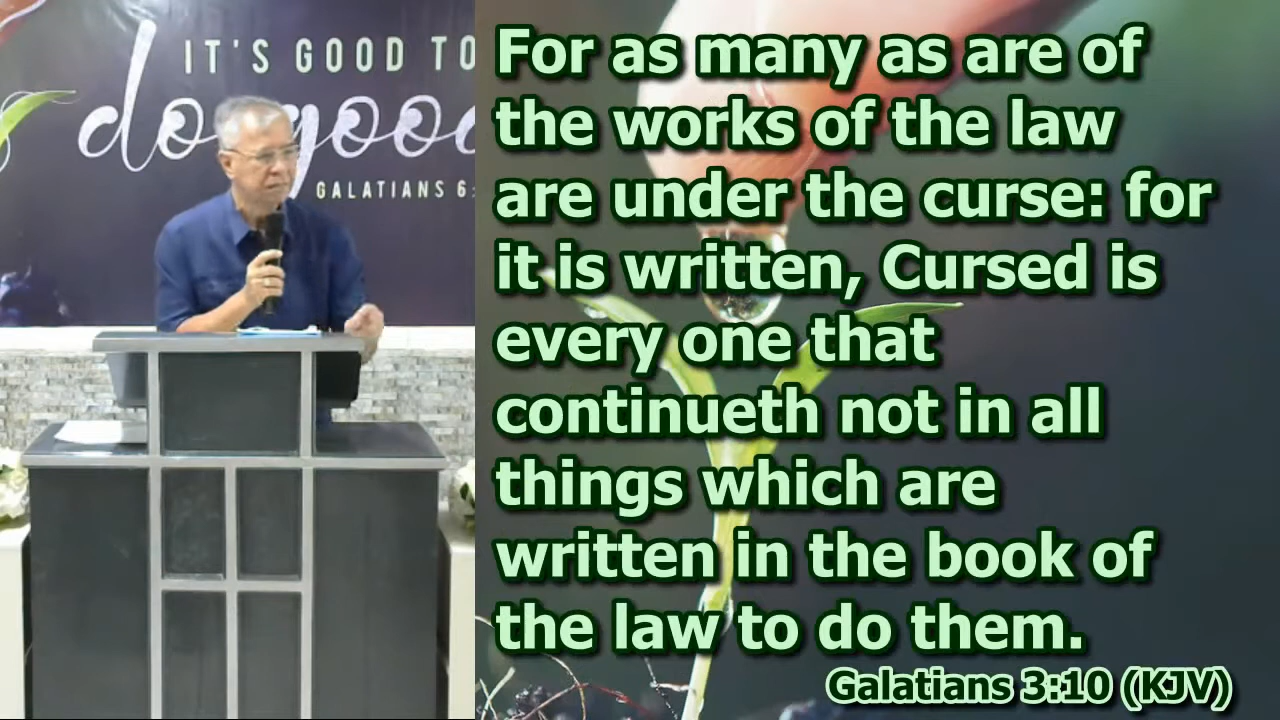 IT'S GOOD TO
do good
GALATIANS 6:
For as many as are of
the works of the law
are under the curse: for
it is written, Cursed is
every one that
continueth not in all
things which are
written in the book of
the law to do them.
Galatians 3:10 (KJV)